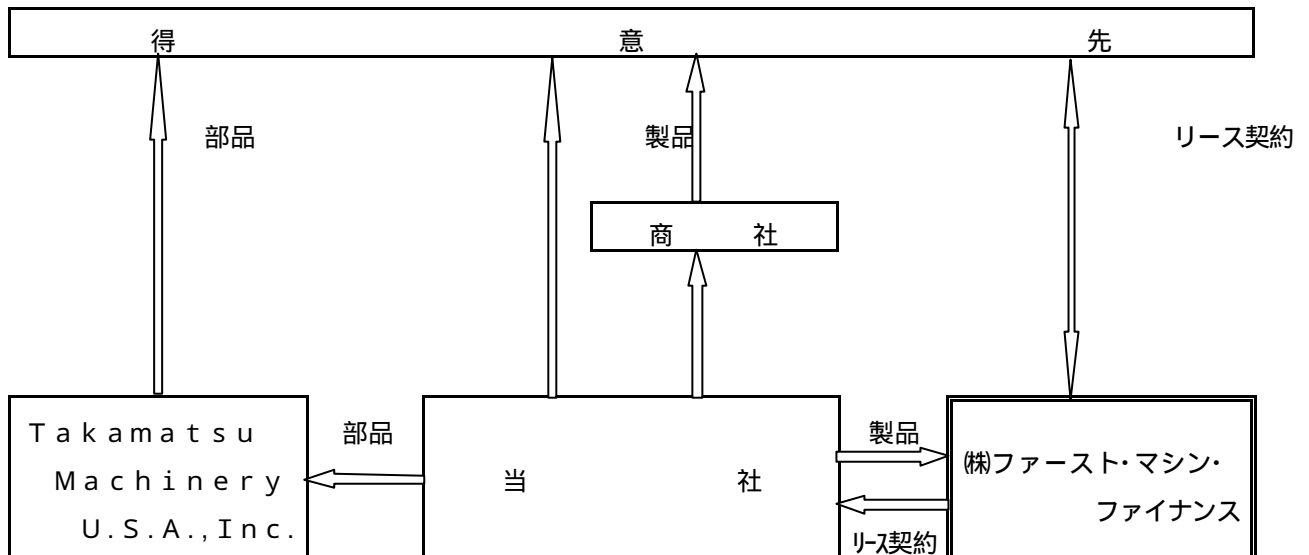 得 意 先
部品 製品 リース契約
商 社
部品 製品
Takamatsu
Machinery
U.S.A.,Inc.
当 社
㈱ファースト・マシン・
ファイナンス
リース契約